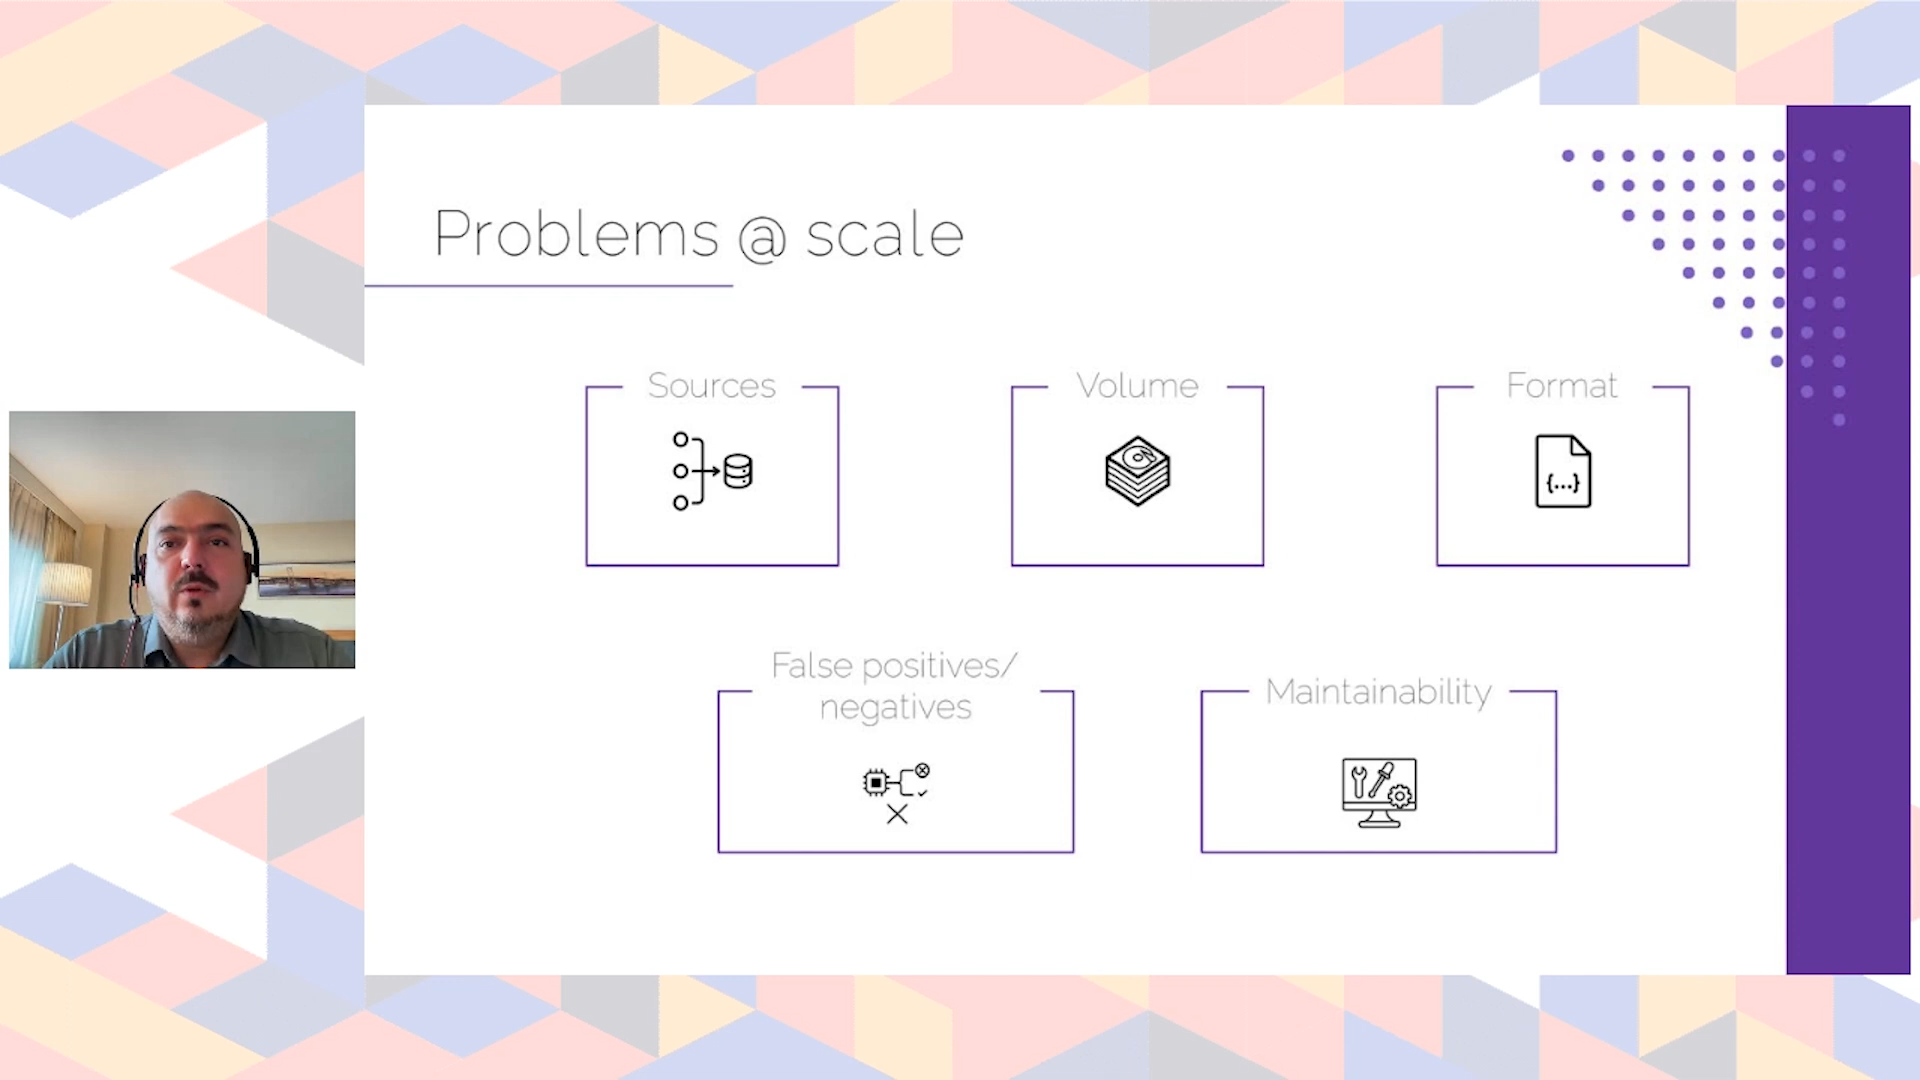 Problems @ scale
Sources
Volume
Format
{...}
False positives/
negatives
Maintainability